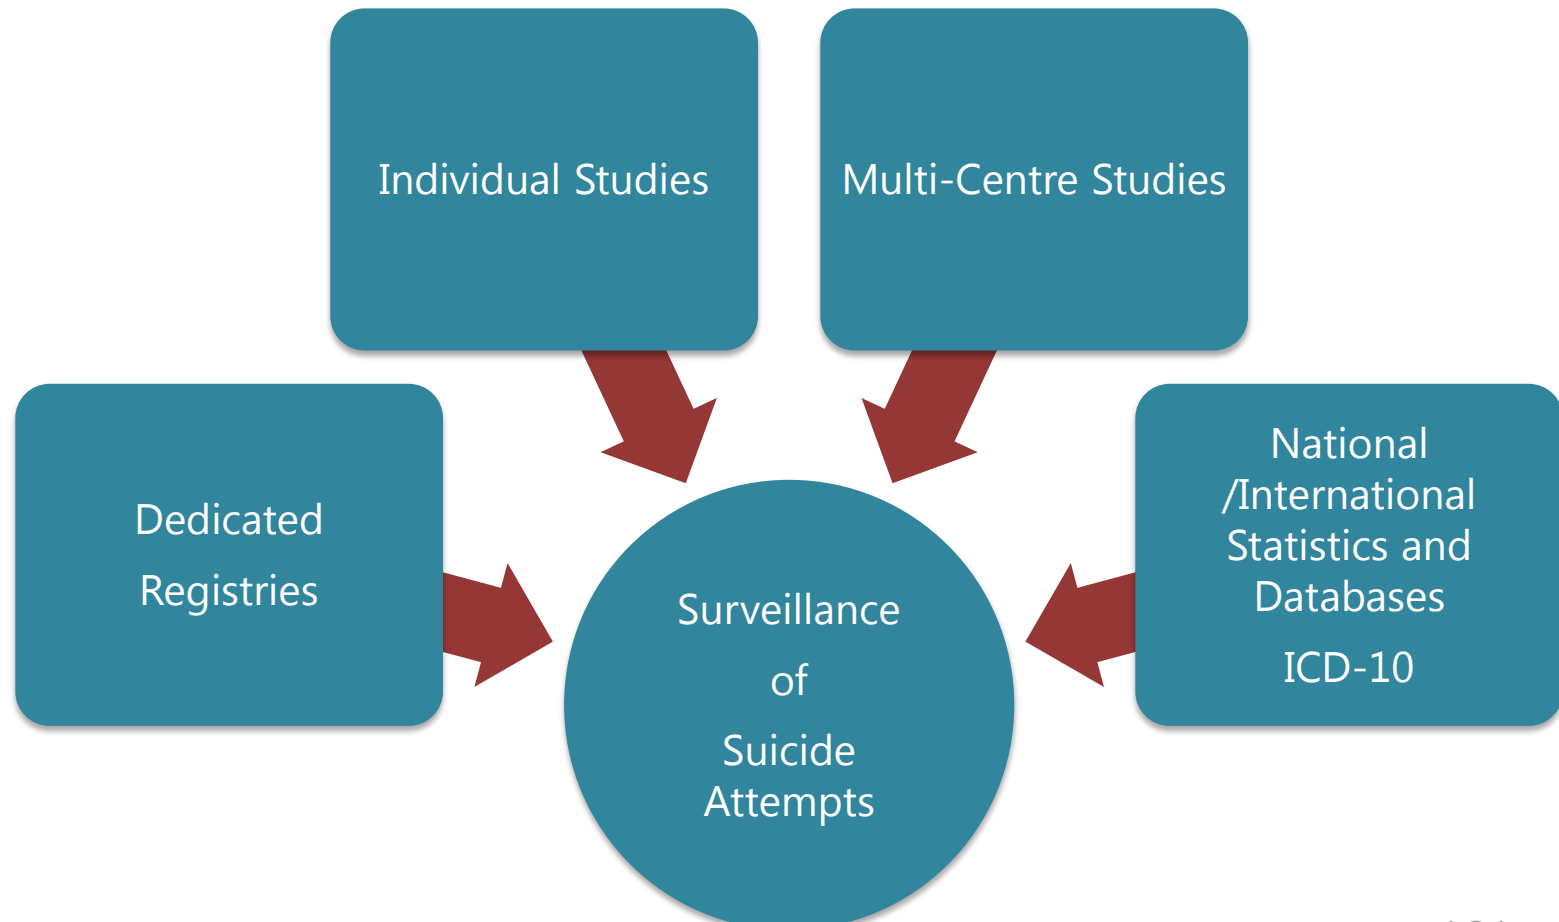 Individual Studies
Multi-Centre Studies
Dedicated
Registries
National
/International
Statistics and
Databases
ICD-10
Surveillance
of
Suicide
Attempts